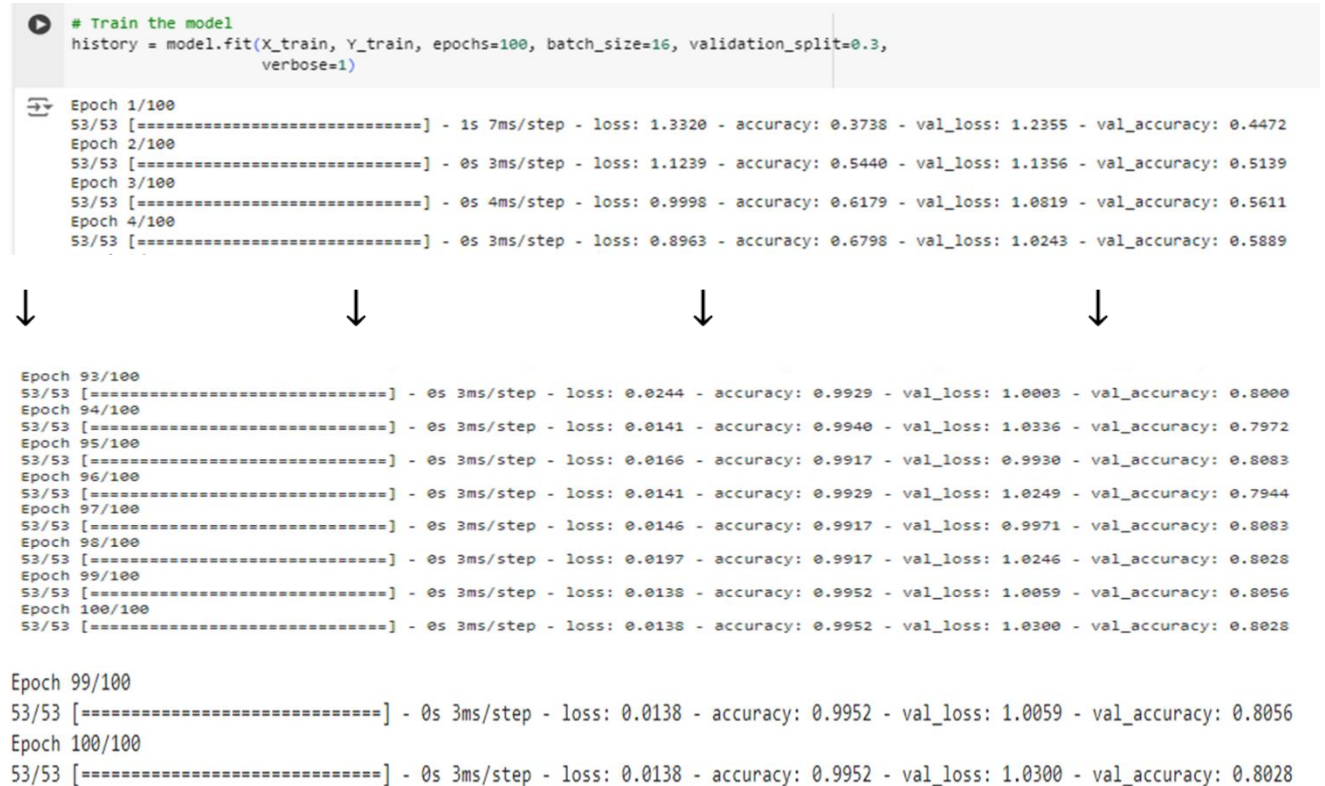 # Train the model
history = model.fit(X_train, Y_train, epochs=100, batch_size=16, validation_split=0.3,
verbose=1)
Epoch 1/100
53/53 [==============================] - 1s 7ms/step - loss: 1.3320 - accuracy: 0.3738 - val_loss: 1.2355 - val_accuracy: 0.4472
Epoch 2/100
53/53 [==============================] - 0s 3ms/step - loss: 1.1239 - accuracy: 0.5440 - val_loss: 1.1356 - val_accuracy: 0.5139
Epoch 3/100
53/53 [==============================] - 0s 4ms/step - loss: 0.9998 - accuracy: 0.6179 - val_loss: 1.0819 - val_accuracy: 0.5611
Epoch 4/100
53/53 [==============================] - 0s 3ms/step - loss: 0.8963 - accuracy: 0.6798 - val_loss: 1.0243 - val_accuracy: 0.5889
↓ ↓ ↓ ↓
Epoch 93/100
53/53 [==============================] - 0s 3ms/step - loss: 0.0244 - accuracy: 0.9929 - val_loss: 1.0003 - val_accuracy: 0.8000
Epoch 94/100
53/53 [==============================] - 0s 3ms/step - loss: 0.0141 - accuracy: 0.9940 - val_loss: 1.0336 - val_accuracy: 0.7972
Epoch 95/100
53/53 [==============================] - 0s 3ms/step - loss: 0.0166 - accuracy: 0.9917 - val_loss: 0.9930 - val_accuracy: 0.8083
Epoch 96/100
53/53 [==============================] - 0s 3ms/step - loss: 0.0141 - accuracy: 0.9929 - val_loss: 1.0249 - val_accuracy: 0.7944
Epoch 97/100
53/53 [==============================] - 0s 3ms/step - loss: 0.0146 - accuracy: 0.9917 - val_loss: 0.9971 - val_accuracy: 0.8083
Epoch 98/100
53/53 [==============================] - 0s 3ms/step - loss: 0.0197 - accuracy: 0.9917 - val_loss: 1.0246 - val_accuracy: 0.8028
Epoch 99/100
53/53 [==============================] - 0s 3ms/step - loss: 0.0138 - accuracy: 0.9952 - val_loss: 1.0059 - val_accuracy: 0.8056
Epoch 100/100
53/53 [==============================] - 0s 3ms/step - loss: 0.0138 - accuracy: 0.9952 - val_loss: 1.0300 - val_accuracy: 0.8028
Epoch 99/100
53/53 [==============================] - 0s 3ms/step - loss: 0.0138 - accuracy: 0.9952 - val_loss: 1.0059 - val_accuracy: 0.8056
Epoch 100/100
53/53 [==============================] - 0s 3ms/step - loss: 0.0138 - accuracy: 0.9952 - val_loss: 1.0300 - val_accuracy: 0.8028